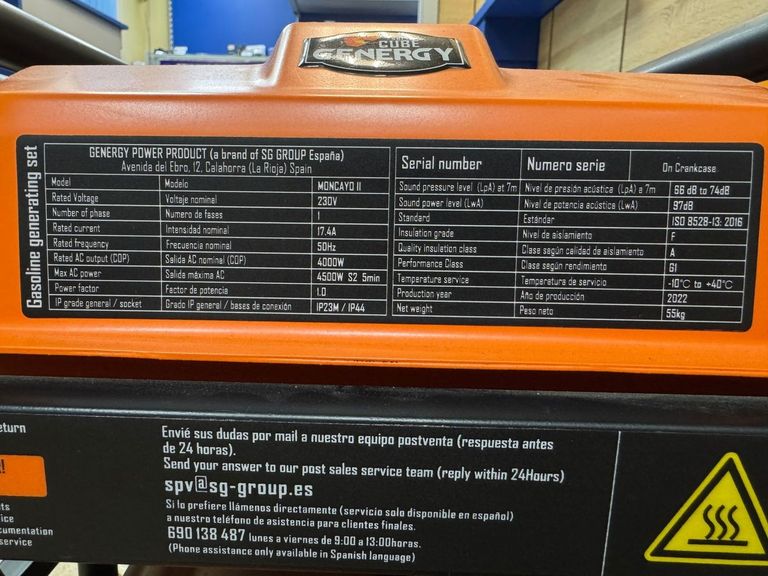 CUBE
GENERGY
Gasoline generating set
GENERGY POWER PRODUCT (a brand of SG GROUP España)
Avenida del Ebro, 12, Calahorra (La Rioja) Spain
Model Modelo MONCAYO II
Rated Voltage Voltaje nominal 230V
Number of phase Numero de fases 1
Rated current Intensidad nominal 17.4A
Rated frequency Frecuencia nominal 50Hz
Rated AC output (COP) Salida AC nominal (COP) 4000W
Max AC power Salida máxima AC 4500W S2 5min
Power factor Factor de potencia 1.0
IP grade general / socket Grado IP general / bases de conexión IP23M / IP44
Serial number Numero serie On Crankcase
Sound pressure level (LpA) at 7m Nivel de presión acústica (LpA) a 7m 66 dB to 74dB
Sound power level (LwA) Nivel de potencia acústica (LwA) 97dB
Standard Estándar ISO 8528-13: 2016
Insulation grade Nivel de aislamiento F
Quality insulation class Clase según calidad de aislamiento A
Performance Class Clase según rendimiento G1
Temperature service Temperatura de servicio -10°C to +40°C
Production year Año de producción 2022
Net weight Peso neto 55kg
eturn
!
ts
ice
cumentation
nce
Envié sus dudas por mail a nuestro equipo postventa (respuesta antes
de 24 horas).
Send your answer to our post sales service team (reply within 24Hours)
spv@sg-group.es
Si lo prefiere llámenos directamente (servicio solo disponible en español)
a nuestro teléfono de asistencia para clientes finales.
690 138 487 lunes a viernes de 9:00 a 13:00horas.
(Phone assistance only available in Spanish language)